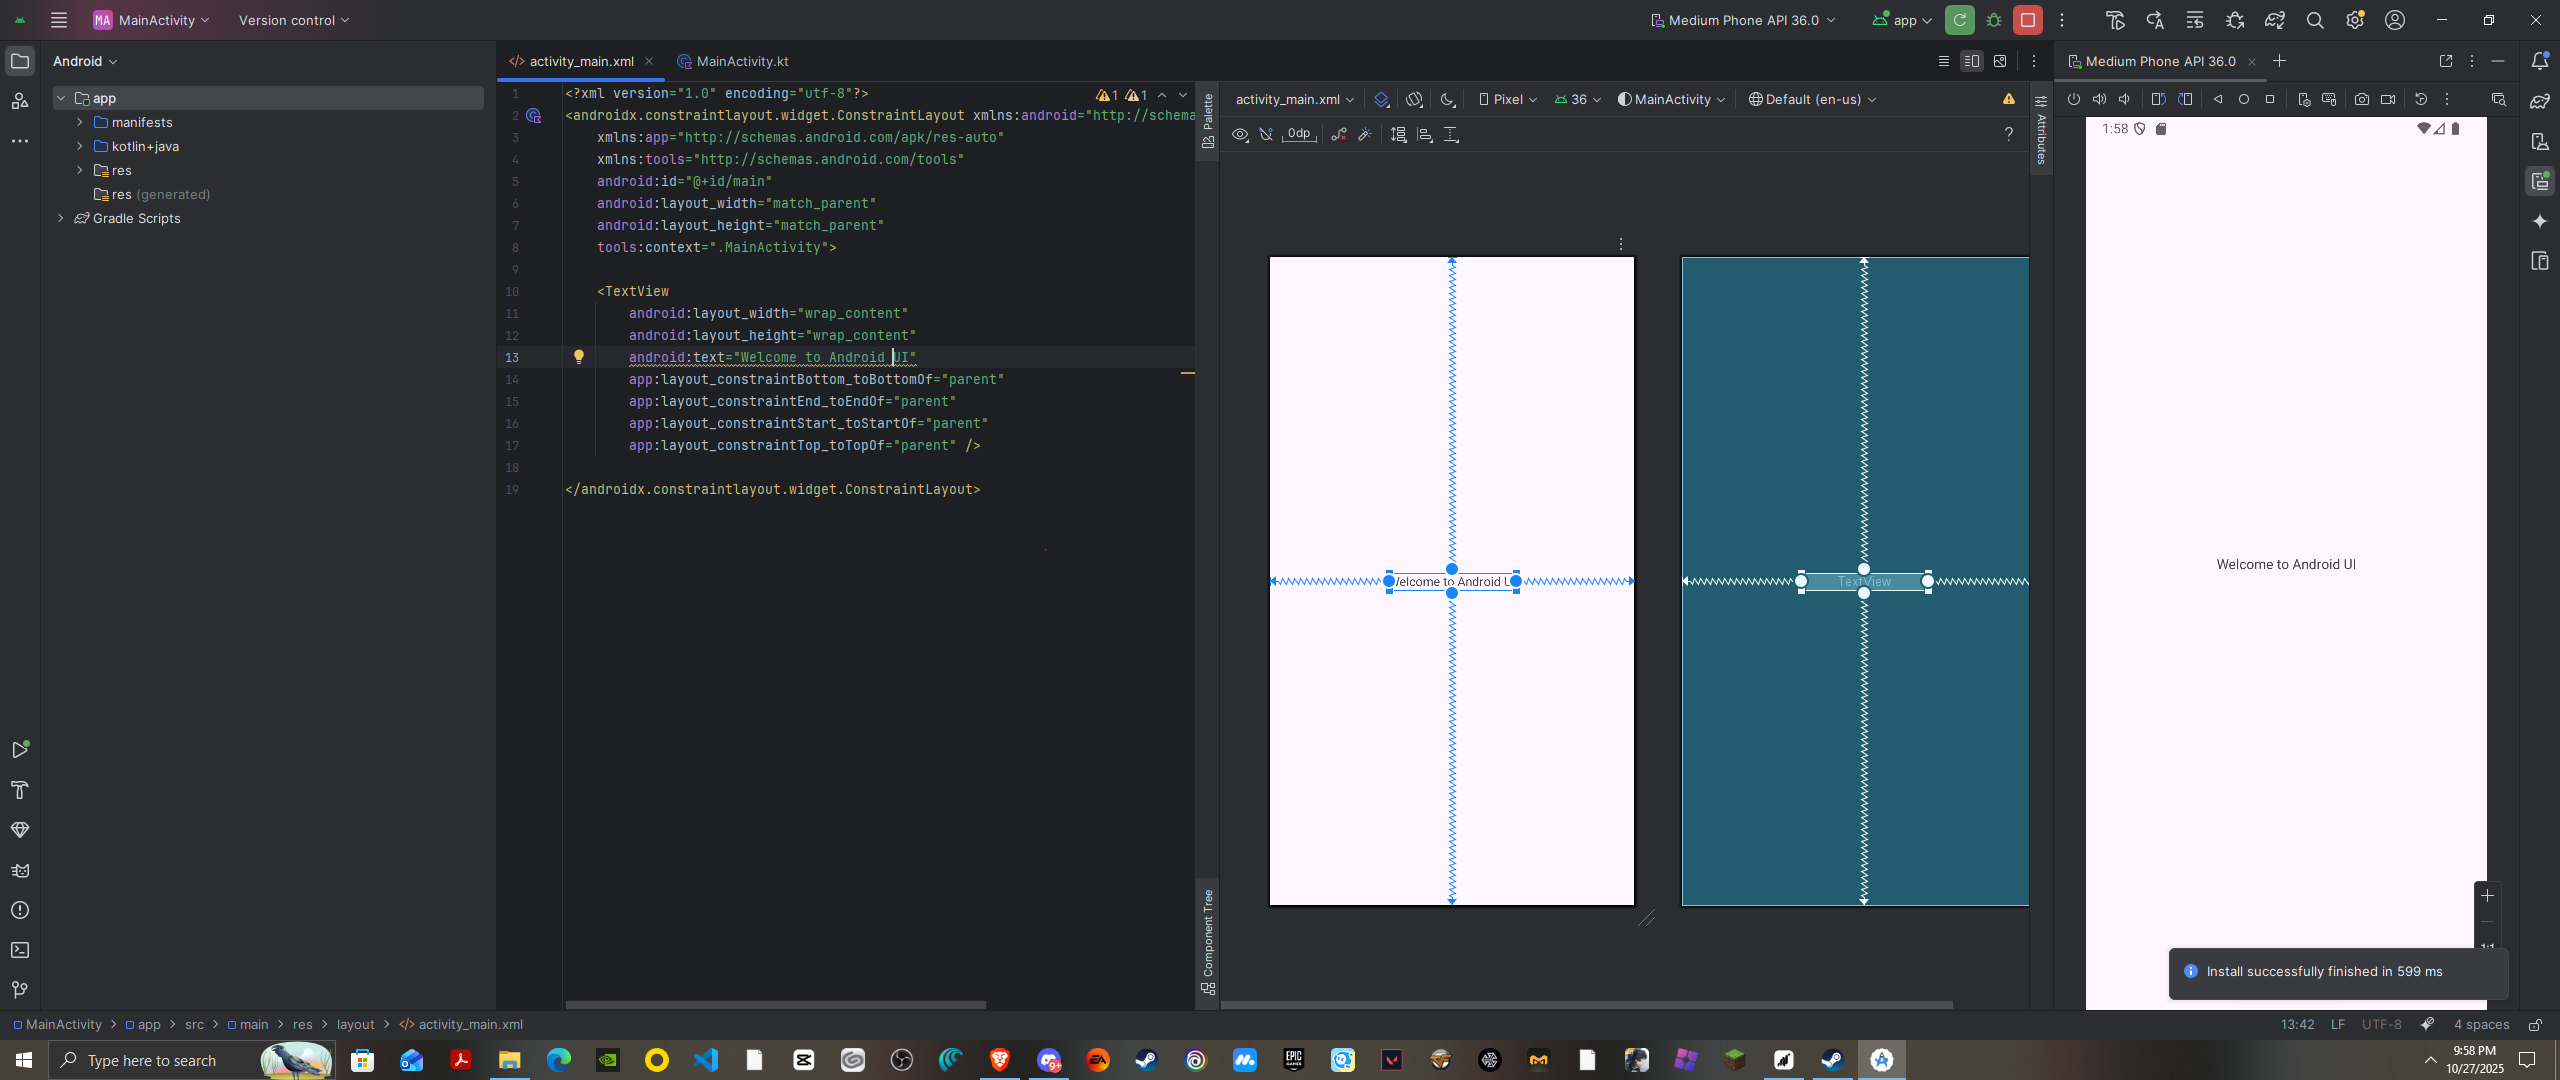 MA MainActivity Version control Medium Phone API 36.0 app
Android activity_main.xml MainActivity.kt Medium Phone API 36.0
app
manifests
kotlin+java
res
res (generated)
Gradle Scripts
1 <?xml version="1.0" encoding="utf-8"?> 1 1
2 <androidx.constraintlayout.widget.ConstraintLayout xmlns:android="http://schema
3 xmlns:app="http://schemas.android.com/apk/res-auto"
4 xmlns:tools="http://schemas.android.com/tools"
5 android:id="@+id/main"
6 android:layout_width="match_parent"
7 android:layout_height="match_parent"
8 tools:context=".MainActivity">
9
10 <TextView
11 android:layout_width="wrap_content"
12 android:layout_height="wrap_content"
13 android:text="Welcome to Android UI"
14 app:layout_constraintBottom_toBottomOf="parent"
15 app:layout_constraintEnd_toEndOf="parent"
16 app:layout_constraintStart_toStartOf="parent"
17 app:layout_constraintTop_toTopOf="parent" />
18
19 </androidx.constraintlayout.widget.ConstraintLayout>
Palette
Component Tree
activity_main.xml Pixel 36 MainActivity Default (en-us)
0dp ?
Attributes
Welcome to Android U
TextView
1:58
Welcome to Android UI
1:1
Install successfully finished in 599 ms
MainActivity > app > src > main > res > layout > activity_main.xml 13:42 LF UTF-8 4 spaces
Type here to search
9+
EA
EPIC
GAMES
9:58 PM
10/27/2025